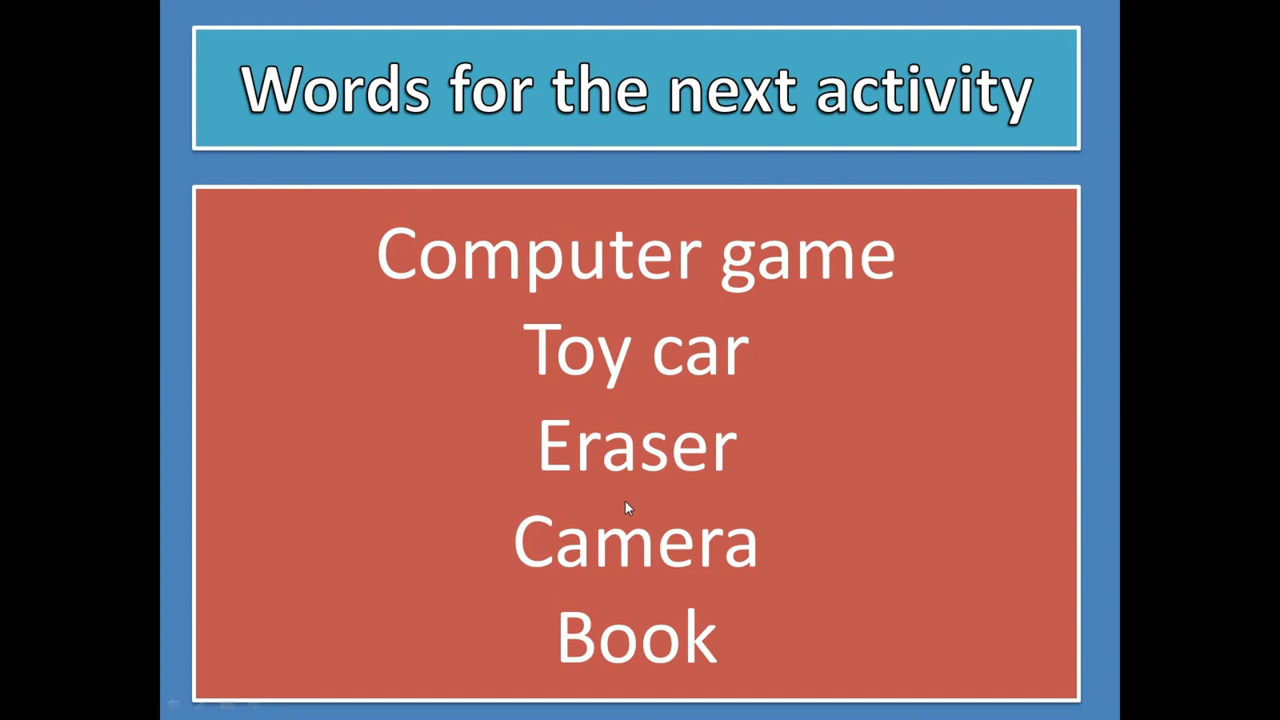 Words for the next activity
Computer game
Toy car
Eraser
Camera
Book